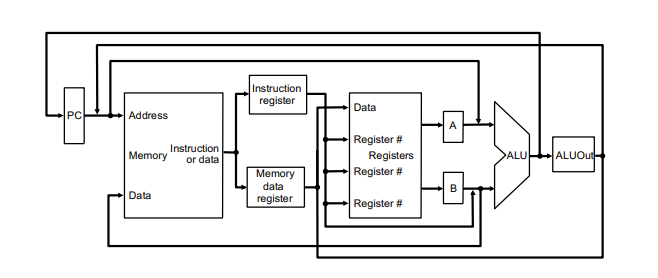 PC
Address
Memory
Instruction
or data
Data
Instruction
register
Memory
data
register
Data
Register #
Registers
Register #
Register #
A
B
ALU
ALUOut